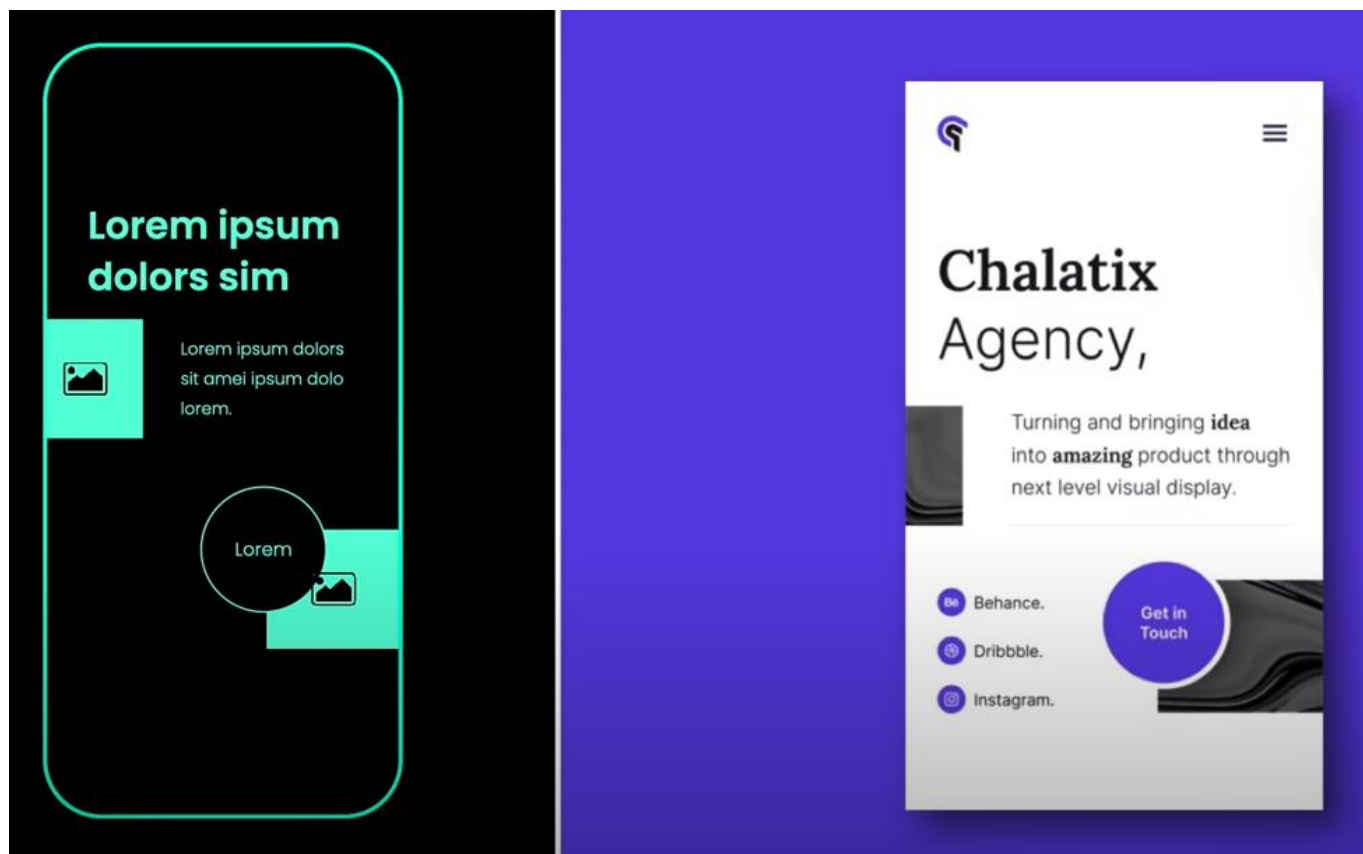 Lorem ipsum
dolors sim
Lorem ipsum dolors
sit amei ipsum dolo
lorem.
Lorem
Chalatix
Agency,
Turning and bringing idea
into amazing product through
next level visual display.
Bē Behance.
Dribbble.
Instagram.
Get in
Touch